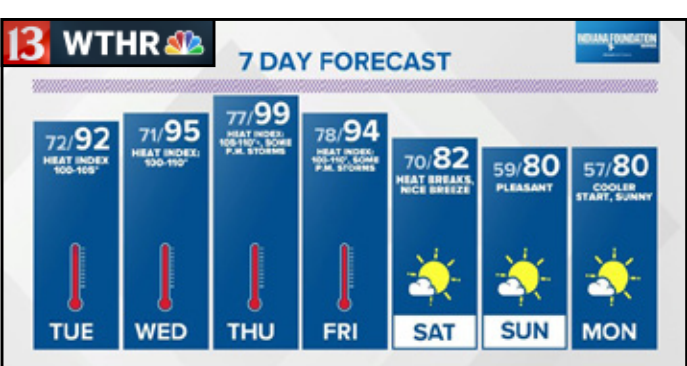 13 WTHR
INDIANA FOUNDATION
7 DAY FORECAST
72/92
HEAT INDEX
100-105°
TUE
71/95
HEAT INDEX:
100-110°
WED
77/99
HEAT INDEX:
105-110°+, SOME
P.M. STORMS
THU
78/94
HEAT INDEX:
100-110°, SOME
P.M. STORMS
FRI
70/82
HEAT BREAKS,
NICE BREEZE
SAT
59/80
PLEASANT
SUN
57/80
COOLER
START, SUNNY
MON